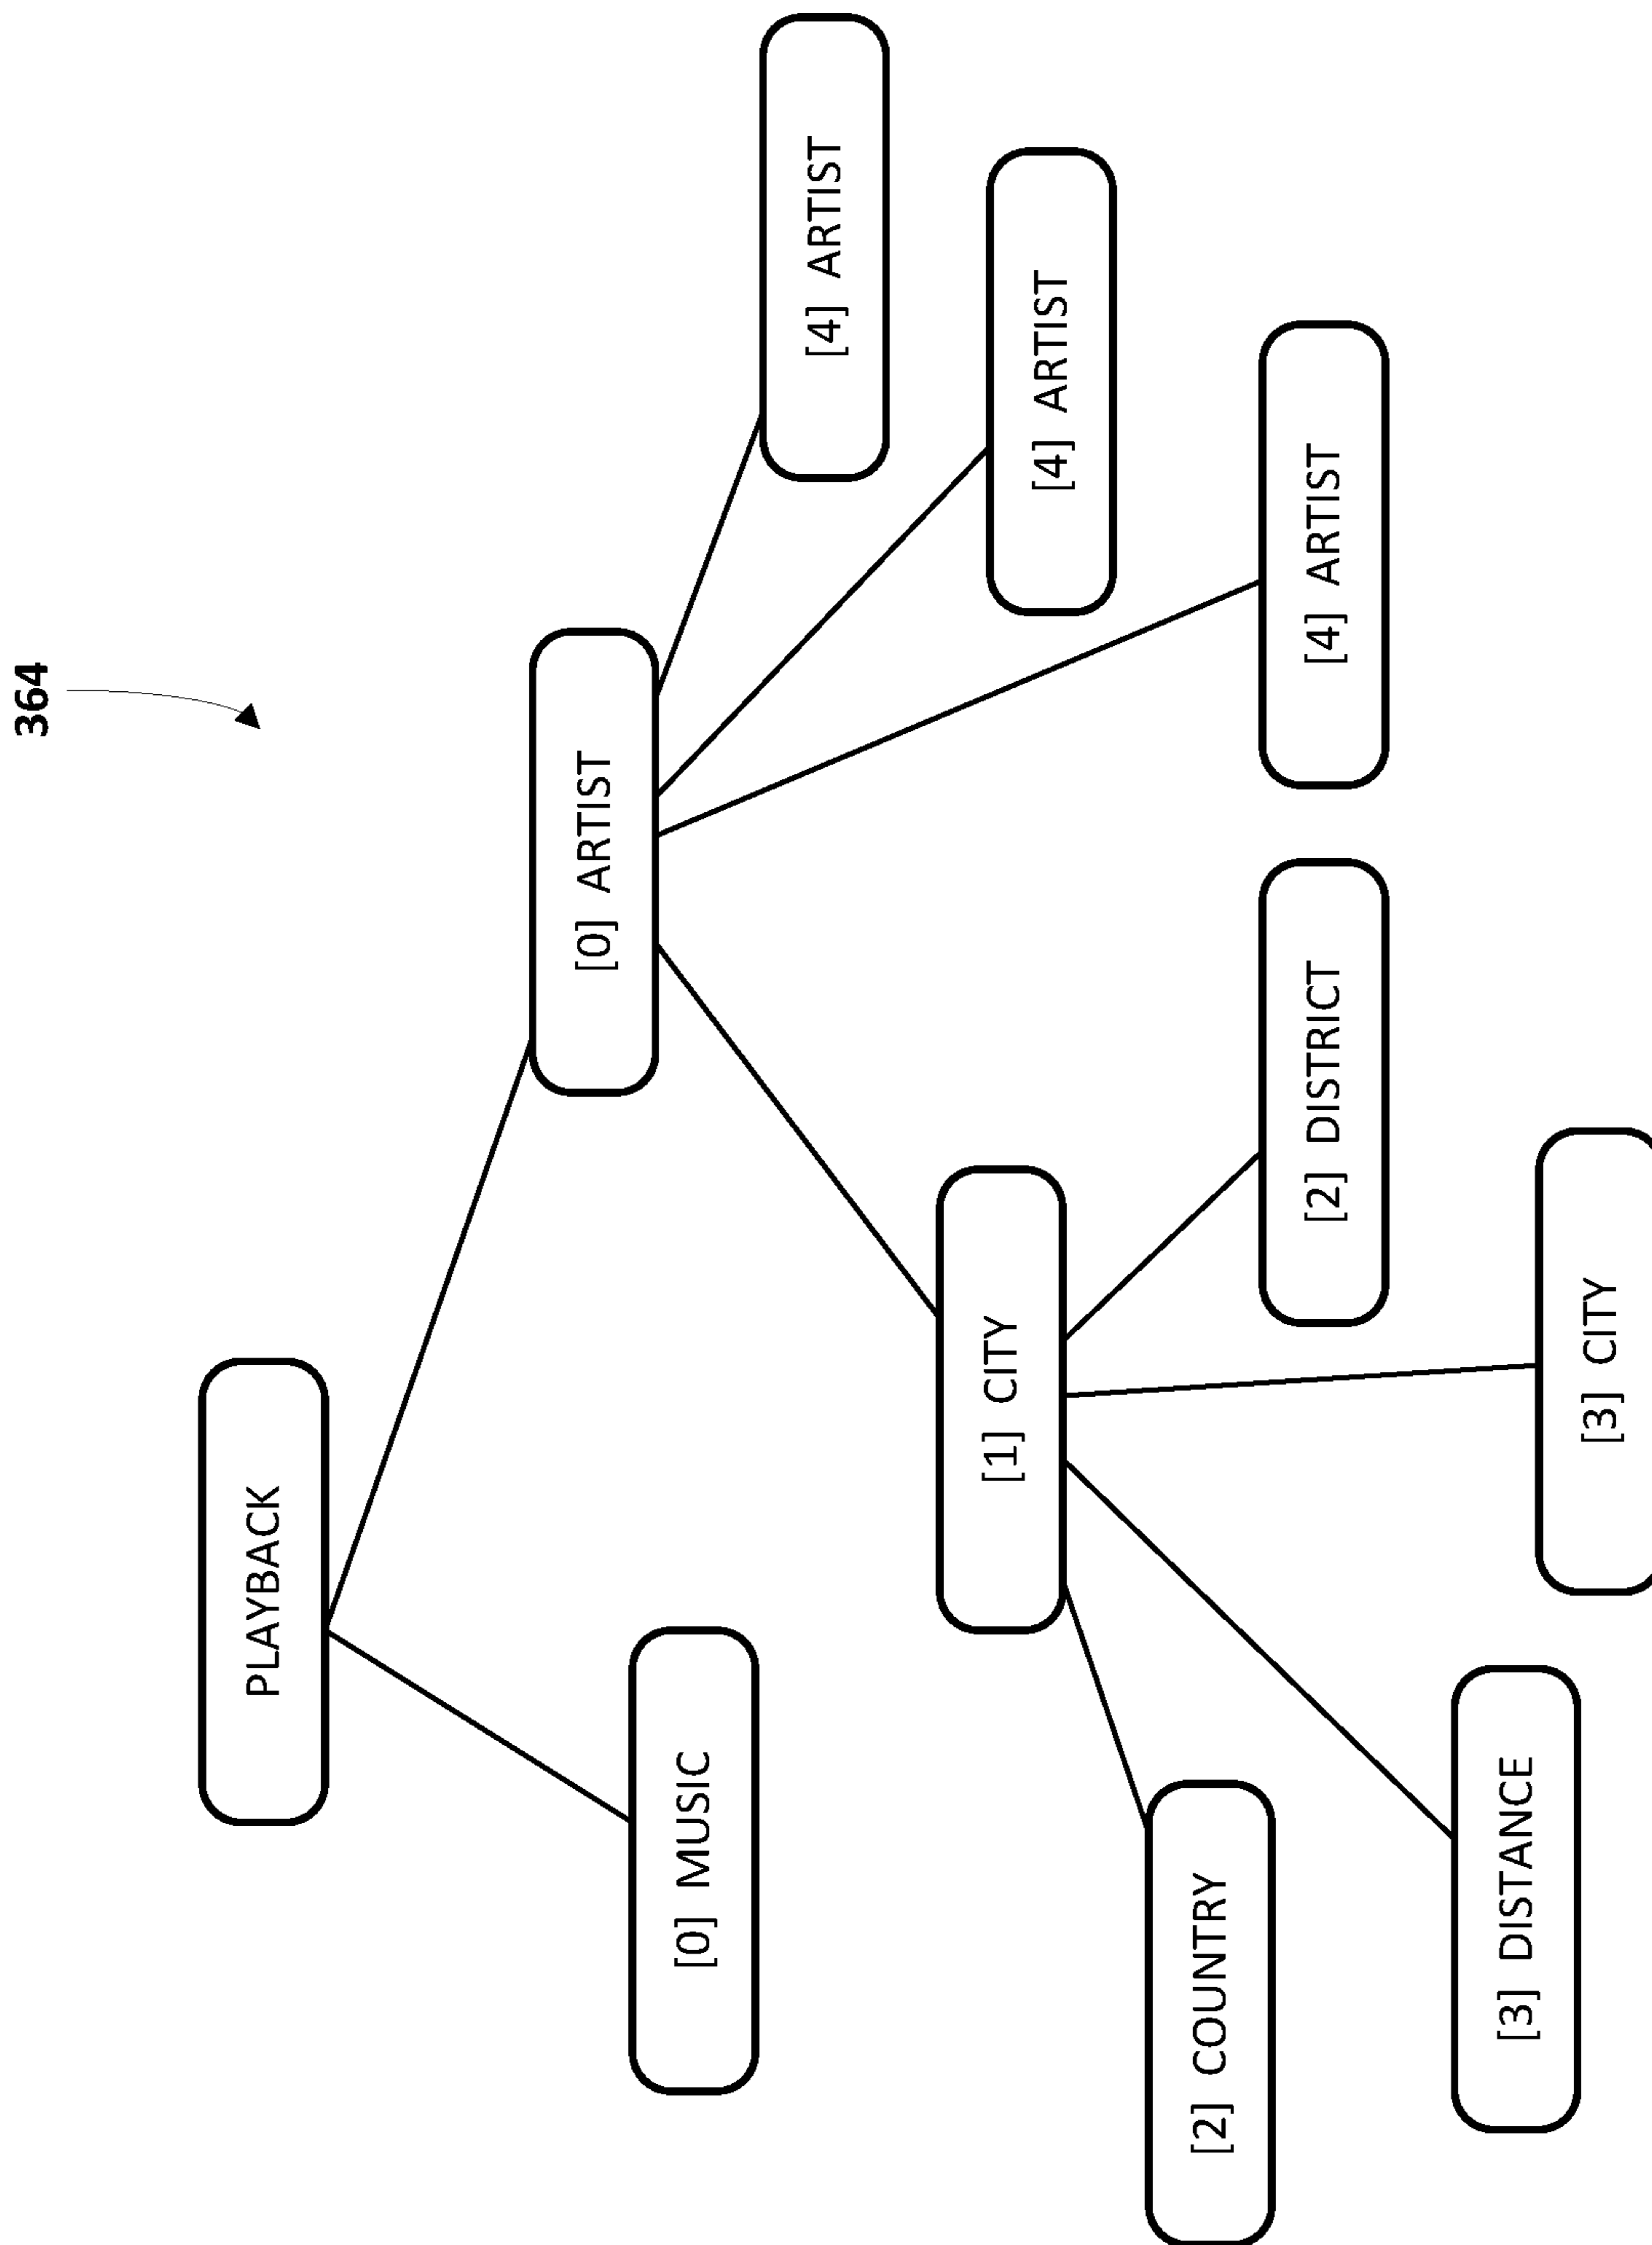 364
PLAYBACK
[0] ARTIST
[0] MUSIC
[4] ARTIST
[1] CITY
[4] ARTIST
[2] COUNTRY
[2] DISTRICT
[4] ARTIST
[3] DISTANCE
[3] CITY